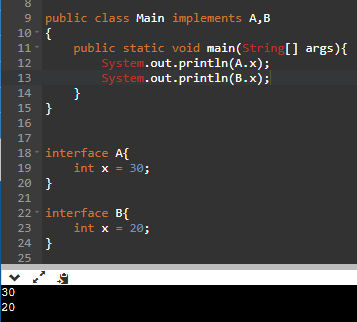 8
9 public class Main implements A,B
10 {
11 public static void main(String[] args){
12 System.out.println(A.x);
13 System.out.println(B.x);
14 }
15 }
16
17
18 interface A{
19 int x = 30;
20 }
21
22 interface B{
23 int x = 20;
24 }
25
30
20